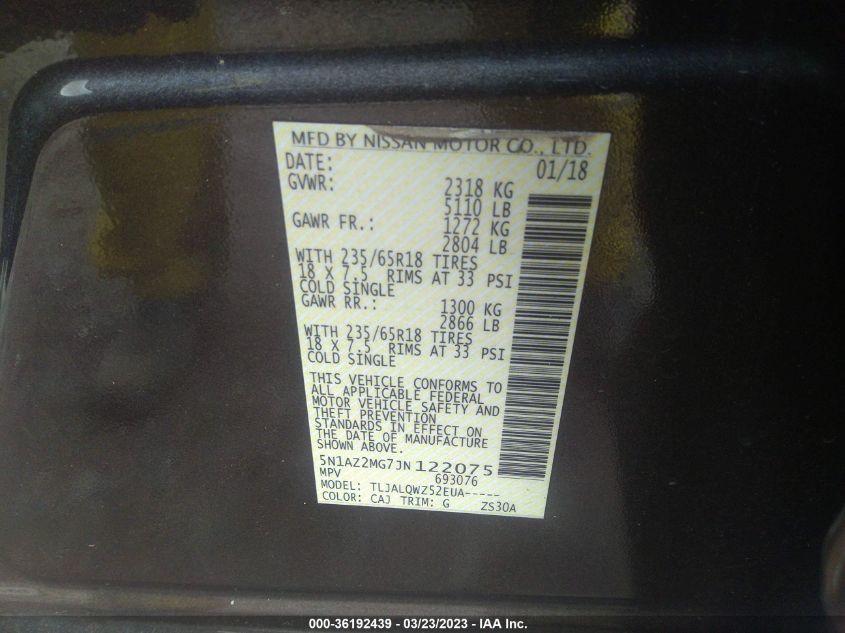 MFD BY NISSAN MOTOR CO., LTD.
DATE: 01/18
GVWR: 2318 KG
5110 LB
GAWR FR.: 1272 KG
2804 LB
WITH 235/65R18 TIRES
18 X 7.5 RIMS AT 33 PSI
COLD SINGLE
GAWR RR.: 1300 KG
2866 LB
WITH 235/65R18 TIRES
18 X 7.5 RIMS AT 33 PSI
COLD SINGLE
THIS VEHICLE CONFORMS TO
ALL APPLICABLE FEDERAL
MOTOR VEHICLE SAFETY AND
THEFT PREVENTION
STANDARDS IN EFFECT ON
THE DATE OF MANUFACTURE
SHOWN ABOVE.
5N1AZ2MG7JN122075
MPV 693076
MODEL: TLJALQWZ52EUA-----
COLOR: CAJ TRIM: G ZS30A
000-36192439 - 03/23/2023 - IAA Inc.